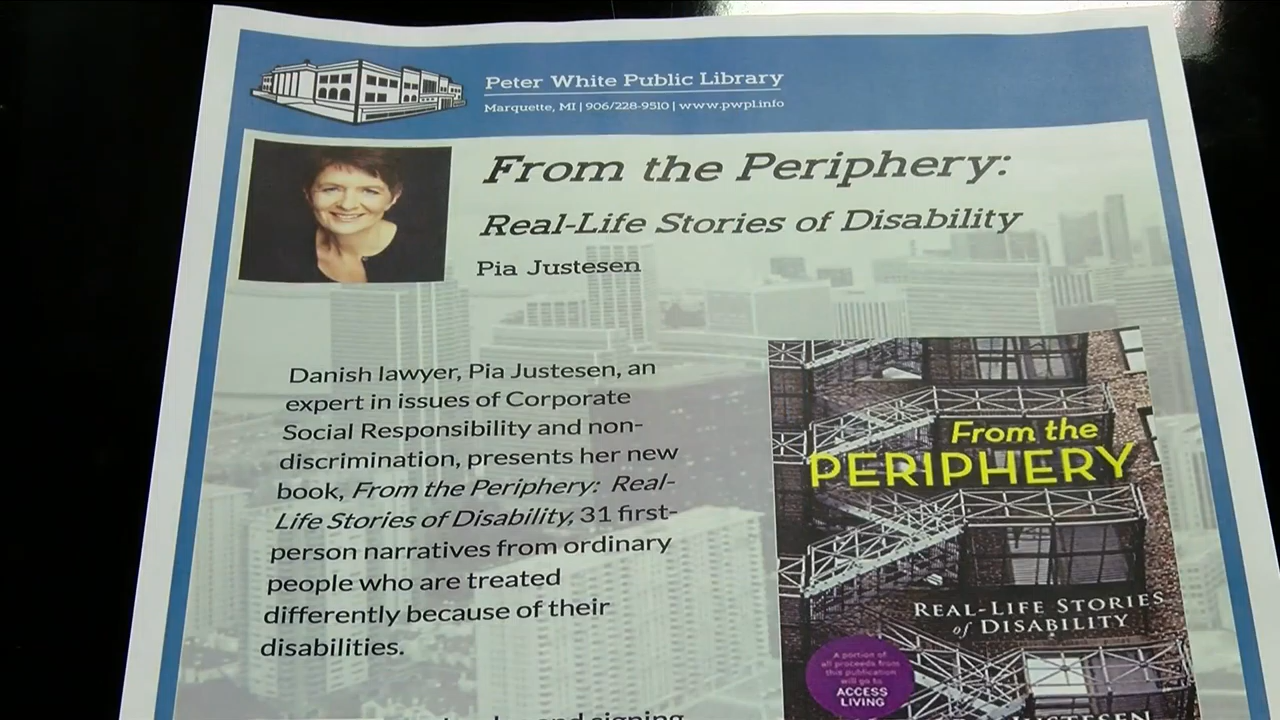 Peter White Public Library
Marquette, MI | 906/228-9510 | www.pwpl.info
From the Periphery:
Real-Life Stories of Disability
Pia Justesen
Danish lawyer, Pia Justesen, an
expert in issues of Corporate
Social Responsibility and non-
discrimination, presents her new
book, From the Periphery: Real-
Life Stories of Disability, 31 first-
person narratives from ordinary
people who are treated
differently because of their
disabilities.
and signing
From the
PERIPHERY
REAL-LIFE STORIES
of DISABILITY
A portion of
all proceeds from
this publication
will go to
ACCESS
LIVING
JUSTESEN